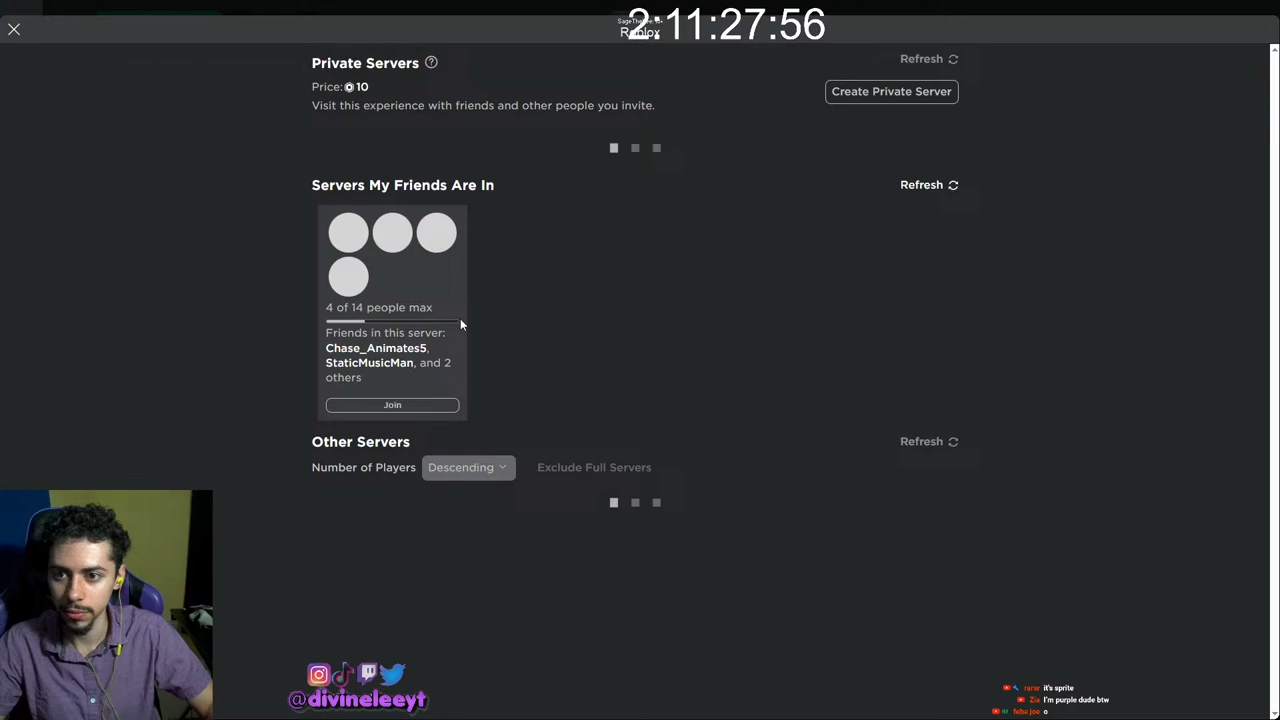 2:11:27:56
Roblox
Private Servers
Refresh
Price: 10
Create Private Server
Visit this experience with friends and other people you invite.
Servers My Friends Are In
Refresh
4 of 14 people max
Friends in this server:
Chase_Animates5,
StaticMusicMan, and 2
others
Join
Other Servers
Refresh
Number of Players
Descending
Exclude Full Servers
@divineleeyt
rarar it's sprite
Zia I'm purple dude btw
o